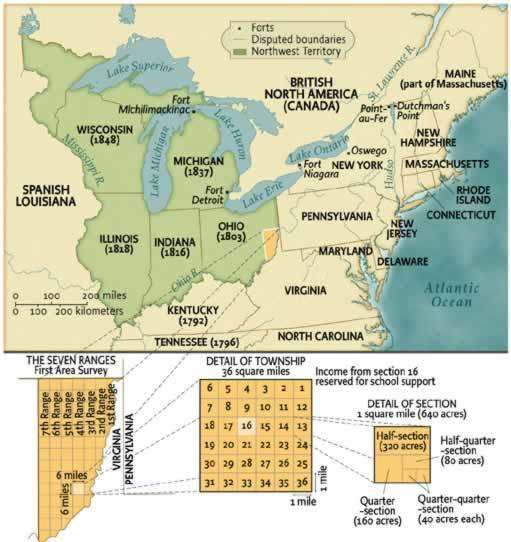 Forts
Disputed boundaries
Northwest Territory
Lake Superior
St. Lawrence R.
MAINE
(part of Massachusetts)
BRITISH
NORTH AMERICA
(CANADA)
Fort
Michilimackinac
Point-
au-Fer
Dutchman's
Point
WISCONSIN
(1848)
Mississippi R.
Lake Michigan
Lake Huron
Lake Ontario
Oswego
NEW
HAMPSHIRE
MICHIGAN
(1837)
Fort
Niagara
NEW YORK
Hudso
MASSACHUSETTS
SPANISH
LOUISIANA
Fort
Detroit
Lake Erie
RHODE
ISLAND
CONNECTICUT
PENNSYLVANIA
NEW
JERSEY
ILLINOIS
(1818)
INDIANA
(1816)
OHIO
(1803)
MARYLAND
DELAWARE
Ohio R.
VIRGINIA
Atlantic
Ocean
0 100 200 miles
0 100 200 kilometers
KENTUCKY
(1792)
TENNESSEE (1796)
NORTH CAROLINA
THE SEVEN RANGES
First Area Survey
7th Range
6th Range
5th Range
4th Range
3rd Range
2nd Range
1st Range
VIRGINIA
PENNSYLVANIA
6 miles
6 miles
DETAIL OF TOWNSHIP
36 square miles
Income from section 16
reserved for school support
6 5 4 3 2 1
7 8 9 10 11 12
18 17 16 15 14 13
19 20 21 22 23 24
30 29 28 27 26 25
31 32 33 34 35 36
1 mile
1 mile
DETAIL OF SECTION
1 square mile (640 acres)
Half-section
(320 acres)
Half-quarter
-section
(80 acres)
Quarter
-section
(160 acres)
Quarter-quarter
-section
(40 acres each)